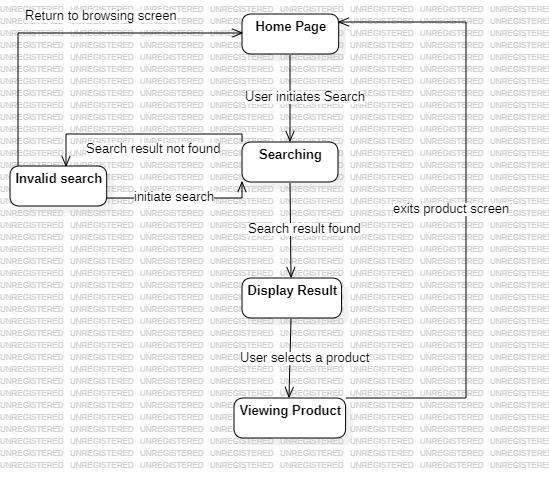 Return to browsing screen
Home Page
User initiates Search
Search result not found
Searching
Invalid search
initiate search
exits product screen
Search result found
Display Result
User selects a product
Viewing Product
UNREGISTERED